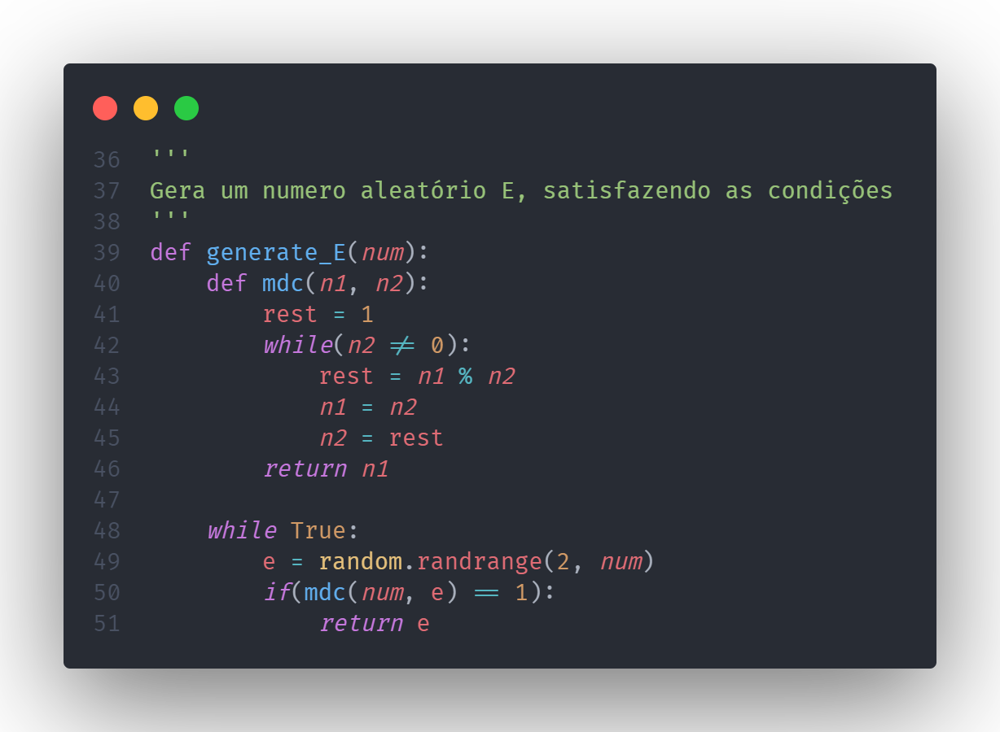 36 '''
37 Gera um numero aleatório E, satisfazendo as condições
38 '''
39 def generate_E(num):
40     def mdc(n1, n2):
41         rest = 1
42         while(n2 != 0):
43             rest = n1 % n2
44             n1 = n2
45             n2 = rest
46         return n1
47
48     while True:
49         e = random.randrange(2, num)
50         if(mdc(num, e) == 1):
51             return e